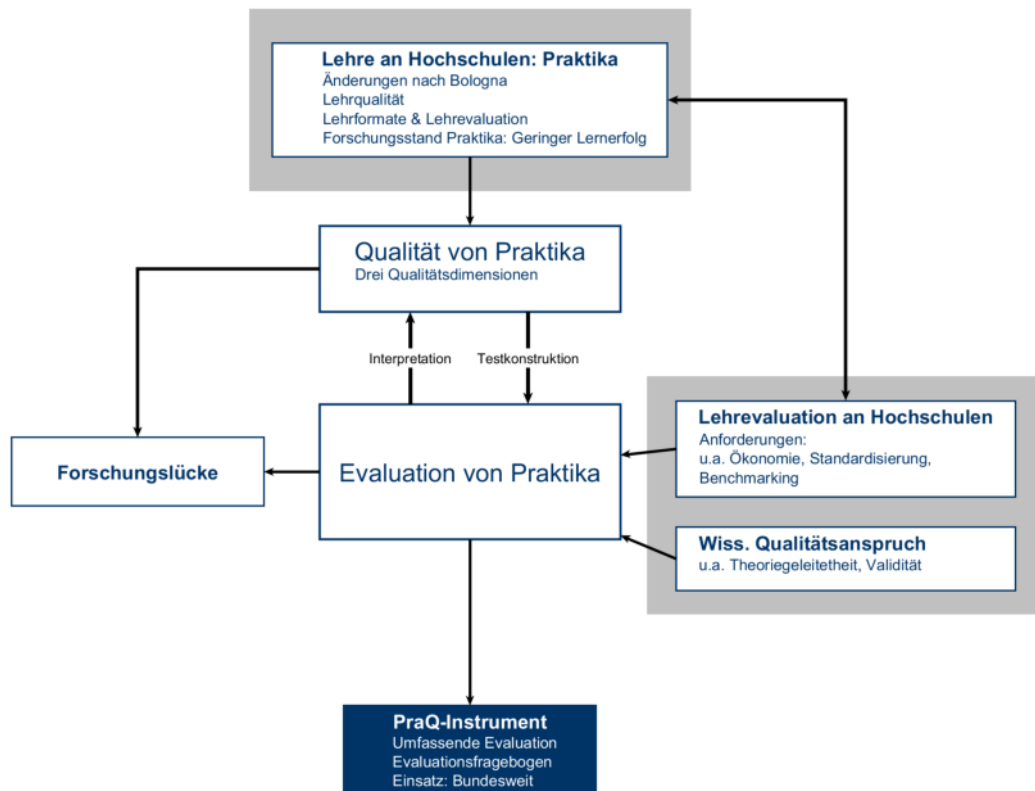 Lehre an Hochschulen: Praktika
Änderungen nach Bologna
Lehrqualität
Lehrformate & Lehrevaluation
Forschungsstand Praktika: Geringer Lernerfolg
Qualität von Praktika
Drei Qualitätsdimensionen
Interpretation
Testkonstruktion
Lehrevaluation an Hochschulen
Anforderungen:
u.a. Ökonomie, Standardisierung,
Benchmarking
Forschungslücke
Evaluation von Praktika
Wiss. Qualitätsanspruch
u.a. Theoriegeleitetheit, Validität
PraQ-Instrument
Umfassende Evaluation
Evaluationsfragebogen
Einsatz: Bundesweit